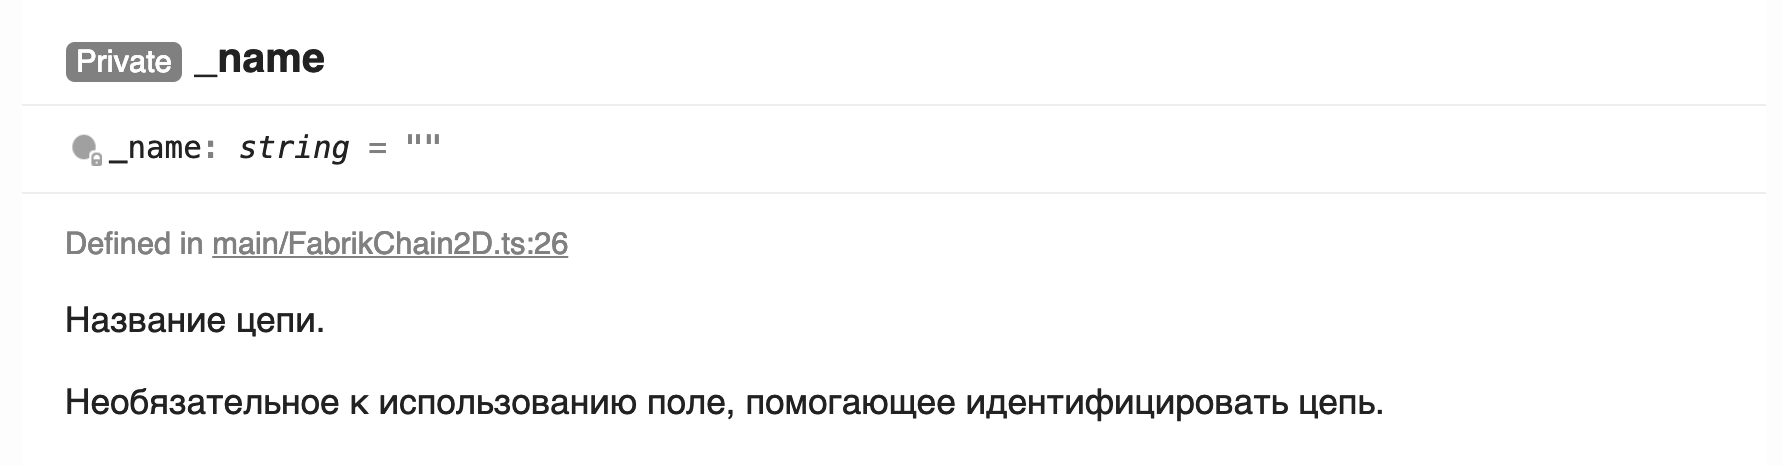 Private _name
_name: string = ""
Defined in main/FabrikChain2D.ts:26
Название цепи.
Необязательное к использованию поле, помогающее идентифицировать цепь.